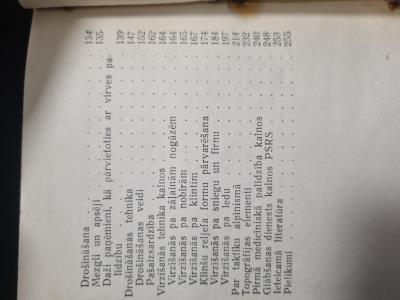 Drošināšana . . . . . . . . 134
Mezgli un apsēji . . . . . . . 135
Daži paņēmieni, kā pārvietoties ar virves pa-
līdzību . . . . . . . . 139
Drošināšanas tehnika . . . . . . 147
Drošināšanas veidi . . . . . . 152
Pašaizsardzība . . . . . . . 162
Virzīšanās tehnika kalnos . . . . . 164
Virzīšanās pa zāļainām nogāzēm . . . 164
Virzīšanās pa nobirām . . . . . 165
Virzīšanās pa klintīm . . . . . 167
Klinšu reljefa formu pārvarēšana . . . 174
Virzīšanās pa sniegu un firnu . . . . 184
Virzīšanās pa ledu . . . . . . 197
Par taktiku alpīnismā . . . . . . 214
Topogrāfijas elementi . . . . . . 232
Pirmā medicīniskā palīdzība kalnos . . . 240
Glābšanas dienests kalnos PSRS . . . 248
Ieteicamā literatūra . . . . . . 253
Pielikumi . . . . . . . . 255